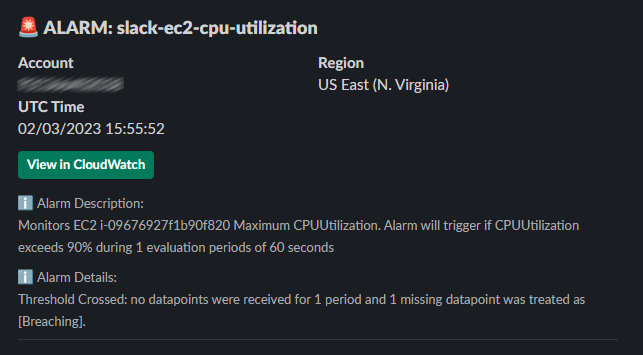 🚨 ALARM: slack-ec2-cpu-utilization
Account
Region
US East (N. Virginia)
UTC Time
02/03/2023 15:55:52
View in CloudWatch
ℹ️ Alarm Description:
Monitors EC2 i-09676927f1b90f820 Maximum CPUUtilization. Alarm will trigger if CPUUtilization
exceeds 90% during 1 evaluation periods of 60 seconds
ℹ️ Alarm Details:
Threshold Crossed: no datapoints were received for 1 period and 1 missing datapoint was treated as
[Breaching].